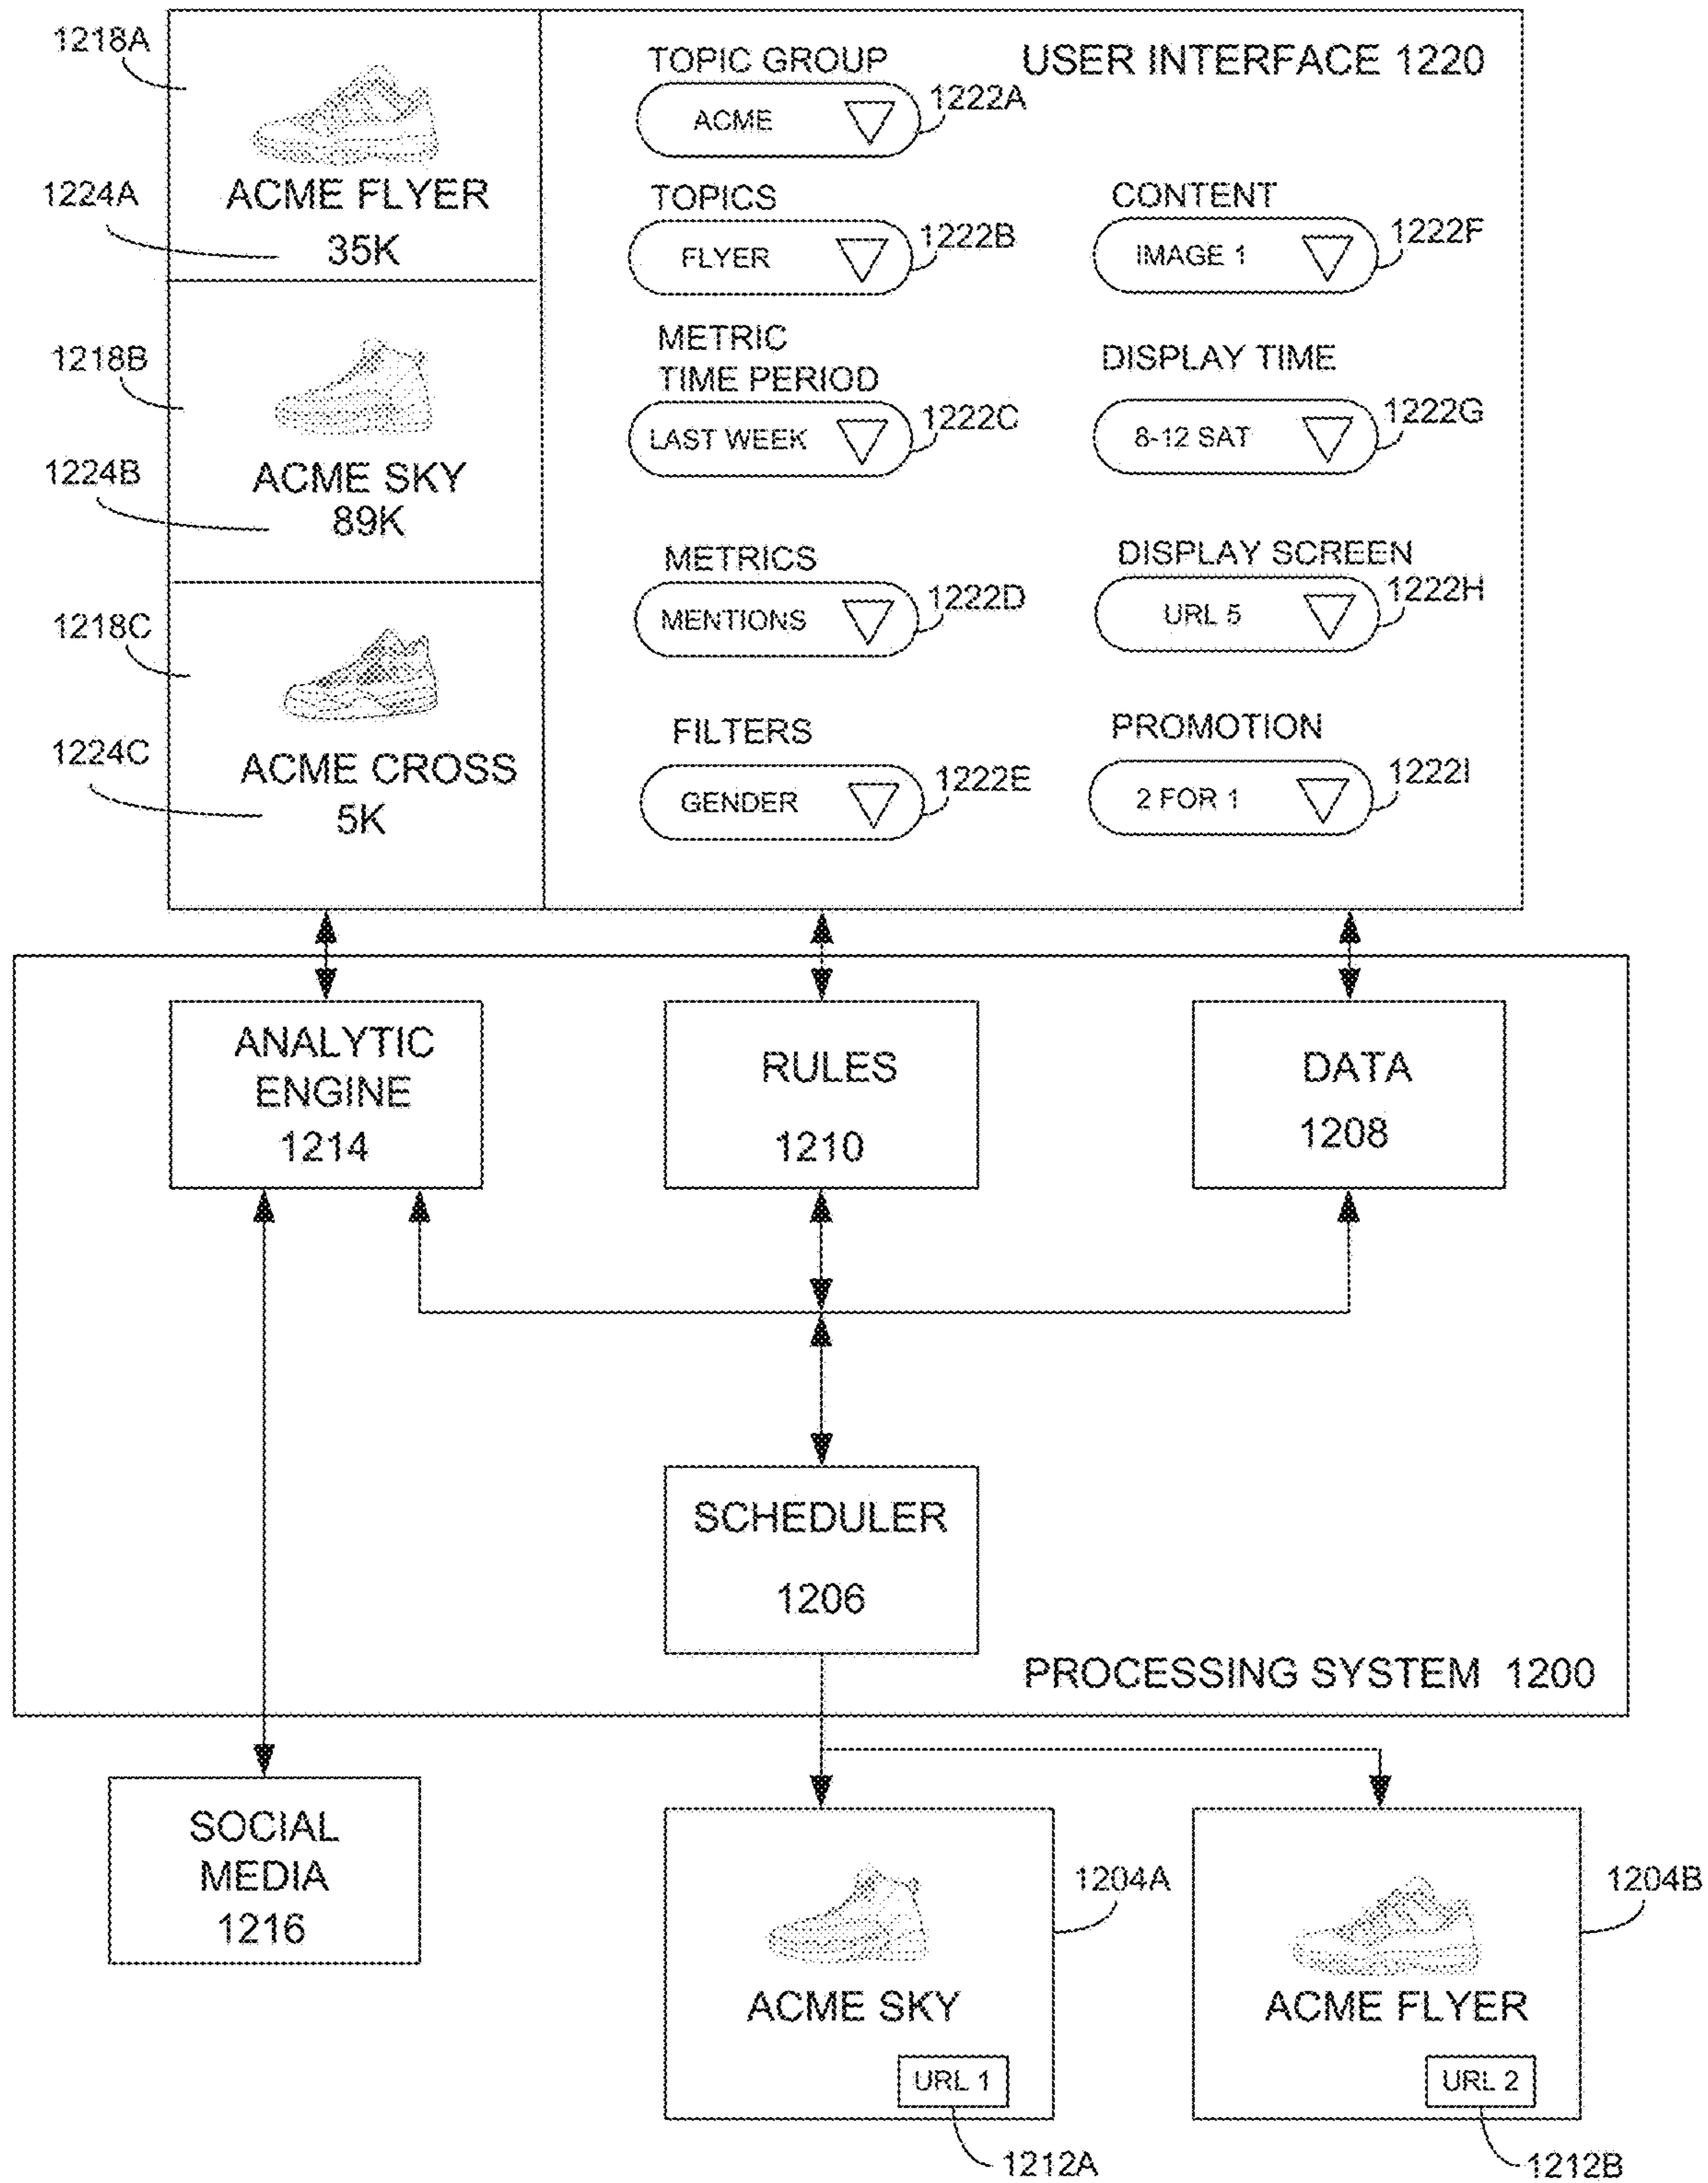 1218A
ACME FLYER
1224A
35K
1218B
ACME SKY
1224B
89K
1218C
ACME CROSS
1224C
5K
USER INTERFACE 1220
TOPIC GROUP
ACME
1222A
TOPICS
FLYER
1222B
METRIC
TIME PERIOD
LAST WEEK
1222C
METRICS
MENTIONS
1222D
FILTERS
GENDER
1222E
CONTENT
IMAGE 1
1222F
DISPLAY TIME
8-12 SAT
1222G
DISPLAY SCREEN
URL 5
1222H
PROMOTION
2 FOR 1
1222I
ANALYTIC
ENGINE
1214
RULES
1210
DATA
1208
SCHEDULER
1206
PROCESSING SYSTEM 1200
SOCIAL
MEDIA
1216
1204A
ACME SKY
URL 1
1212A
1204B
ACME FLYER
URL 2
1212B